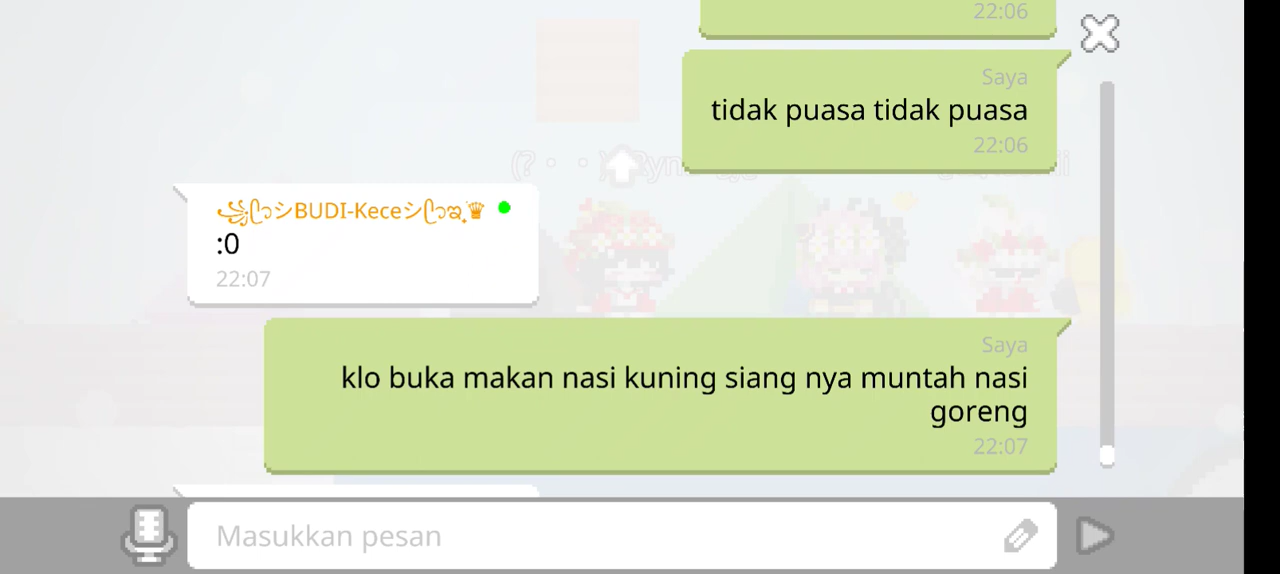 22:06
Saya
tidak puasa tidak puasa
22:06
BUDI-Kece
:0
22:07
Saya
klo buka makan nasi kuning siang nya muntah nasi
goreng
22:07
Masukkan pesan